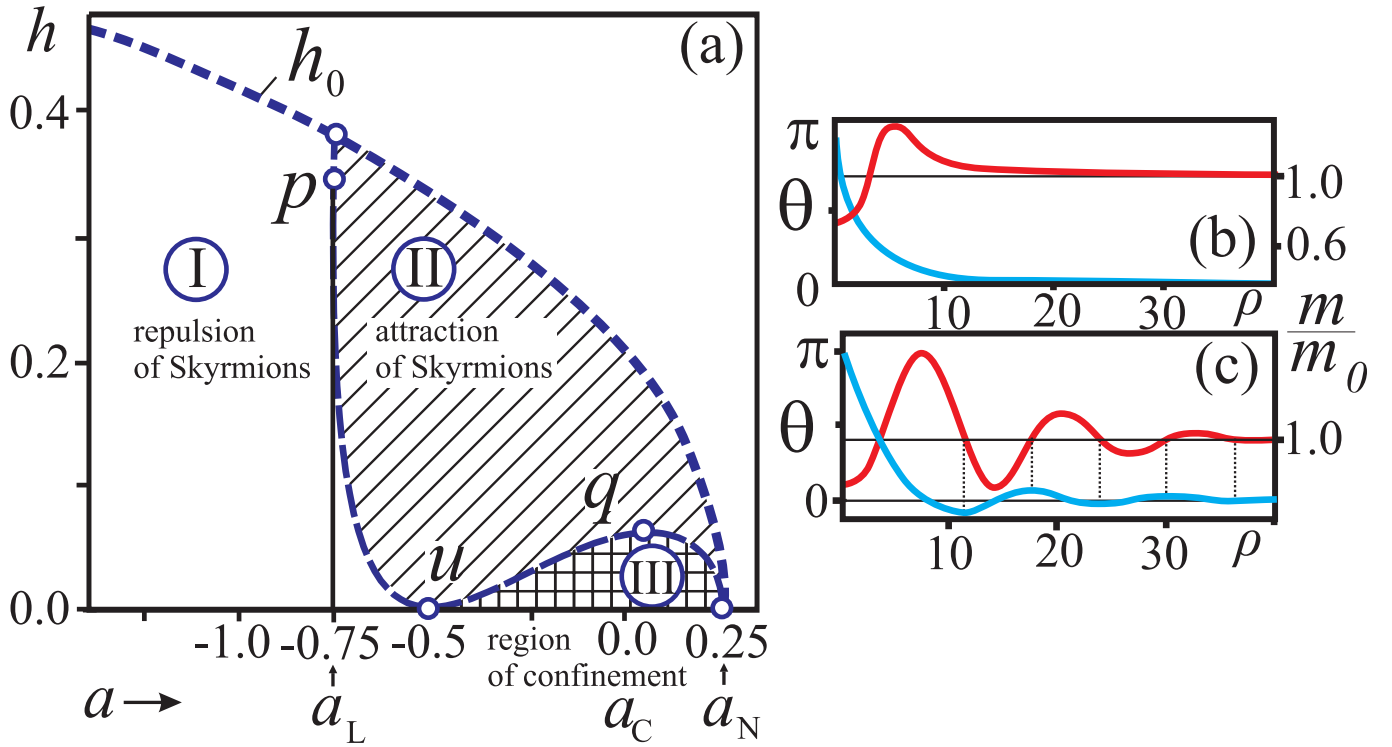 h
(a)
h0
0.4
p
I
II
repulsion
of Skyrmions
attraction
of Skyrmions
0.2
q
u
III
0.0
-1.0 -0.75 -0.5 region of confinement 0.0 0.25
a
aL
aC
aN
π
θ
0
1.0
0.6
(b)
10 20 30 ρ
m
m0
π
θ
0
(c)
1.0
10 20 30 ρ